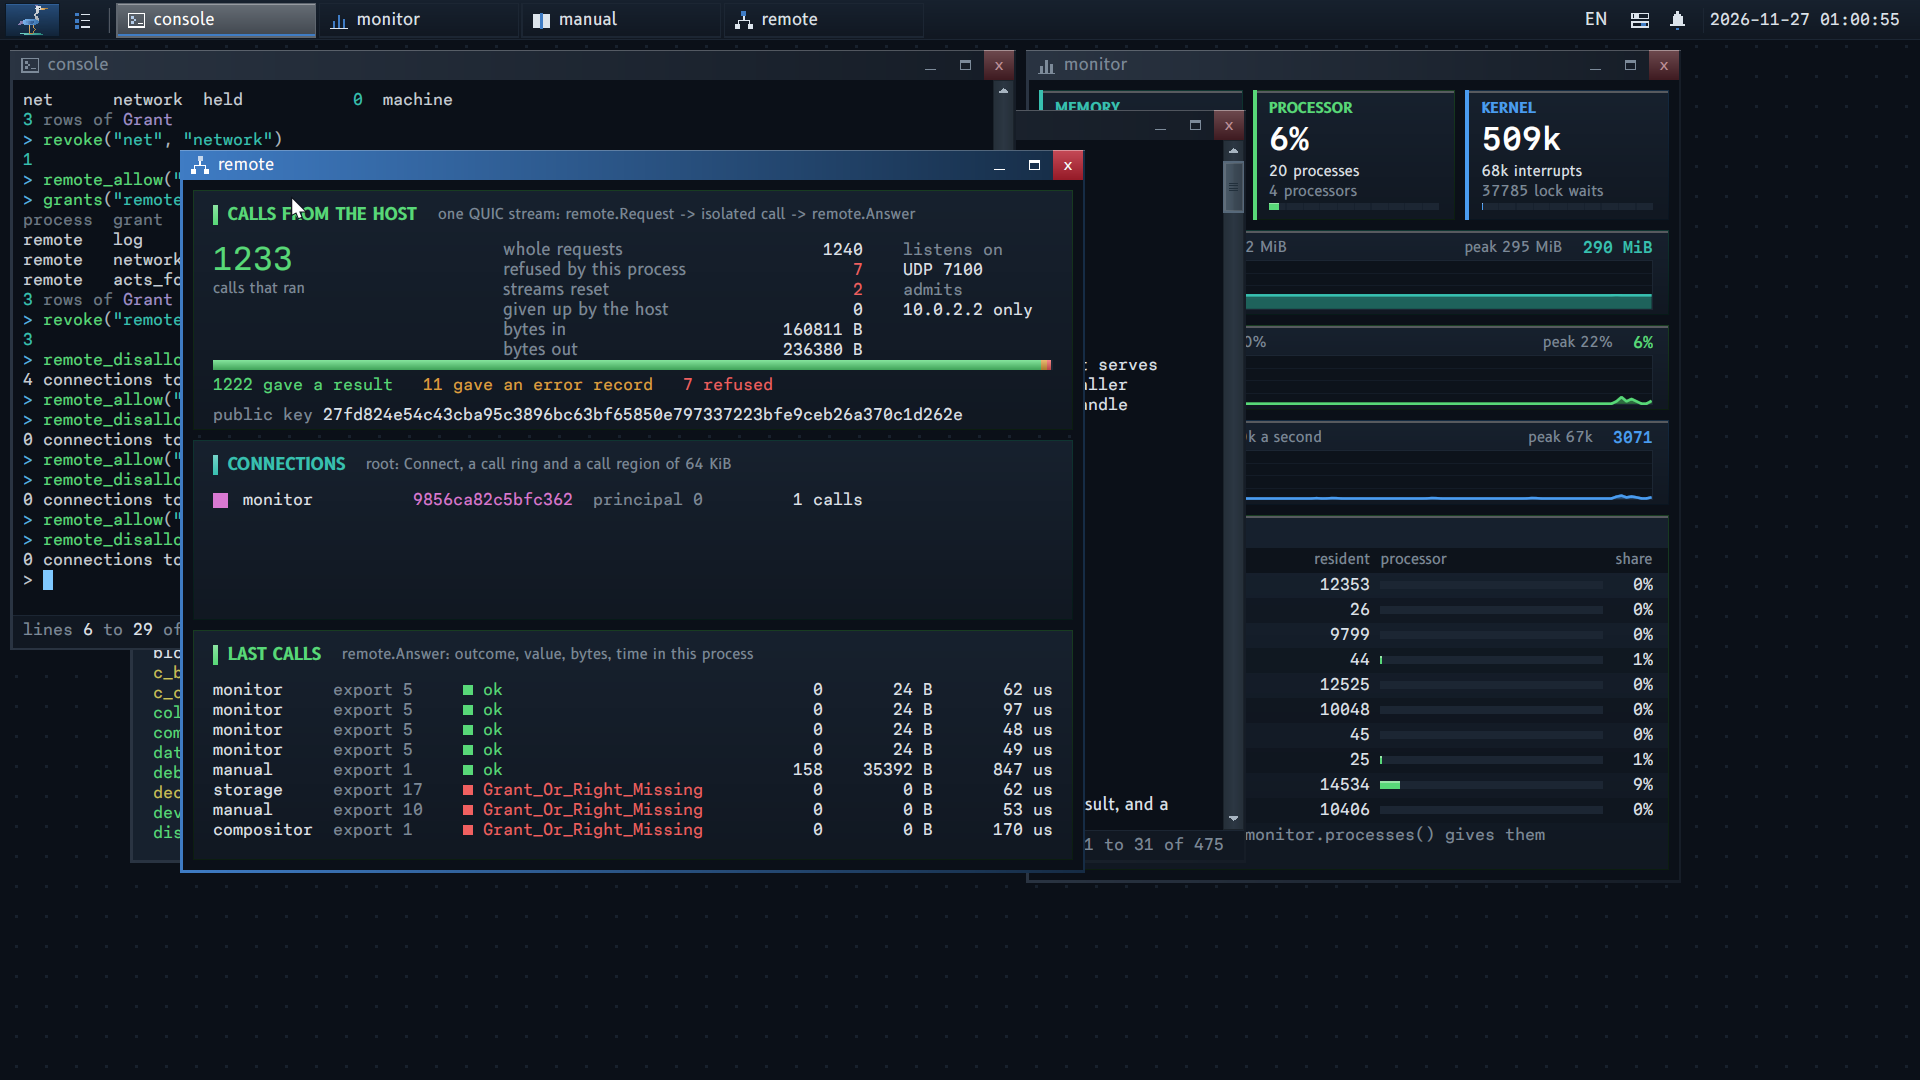 console monitor manual remote EN 2026-11-27 01:00:55
console
net network held 0 machine
3 rows of Grant
> revoke("net", "network")
1
> remote_allow("
> grants("remote
process grant
remote log
remote network
remote acts_fo
3 rows of Grant
> revoke("remote
3
> remote_disallo
4 connections to
> remote_allow("
> remote_disallo
0 connections to
> remote_allow("
> remote_disallo
0 connections to
> remote_allow("
> remote_disallo
0 connections to
>
lines 6 to 29 of
blo
c_b
c_c
col
com
dat
deb
dec
dev
dis
remote
CALLS FROM THE HOST one QUIC stream: remote.Request -> isolated call -> remote.Answer
1233
calls that ran
whole requests 1240
refused by this process 7
streams reset 2
given up by the host 0
bytes in 160811 B
bytes out 236380 B
listens on
UDP 7100
admits
10.0.2.2 only
1222 gave a result 11 gave an error record 7 refused
public key 27fd824e54c43cba95c3896bc63bf65850e797337223bfe9ceb26a370c1d262e
CONNECTIONS root: Connect, a call ring and a call region of 64 KiB
monitor 9856ca82c5bfc362 principal 0 1 calls
LAST CALLS remote.Answer: outcome, value, bytes, time in this process
monitor export 5 ok 0 24 B 62 us
monitor export 5 ok 0 24 B 97 us
monitor export 5 ok 0 24 B 48 us
monitor export 5 ok 0 24 B 49 us
manual export 1 ok 158 35392 B 847 us
storage export 17 Grant_Or_Right_Missing 0 0 B 62 us
manual export 10 Grant_Or_Right_Missing 0 0 B 53 us
compositor export 1 Grant_Or_Right_Missing 0 0 B 170 us
serves
ller
ndle
sult, and a
1 to 31 of 475
monitor
MEMORY
PROCESSOR
6%
20 processes
4 processors
KERNEL
509k
68k interrupts
37785 lock waits
2 MiB peak 295 MiB 290 MiB
0% peak 22% 6%
k a second peak 67k 3071
resident processor share
12353 0%
26 0%
9799 0%
44 1%
12525 0%
10048 0%
45 0%
25 1%
14534 9%
10406 0%
monitor.processes() gives them